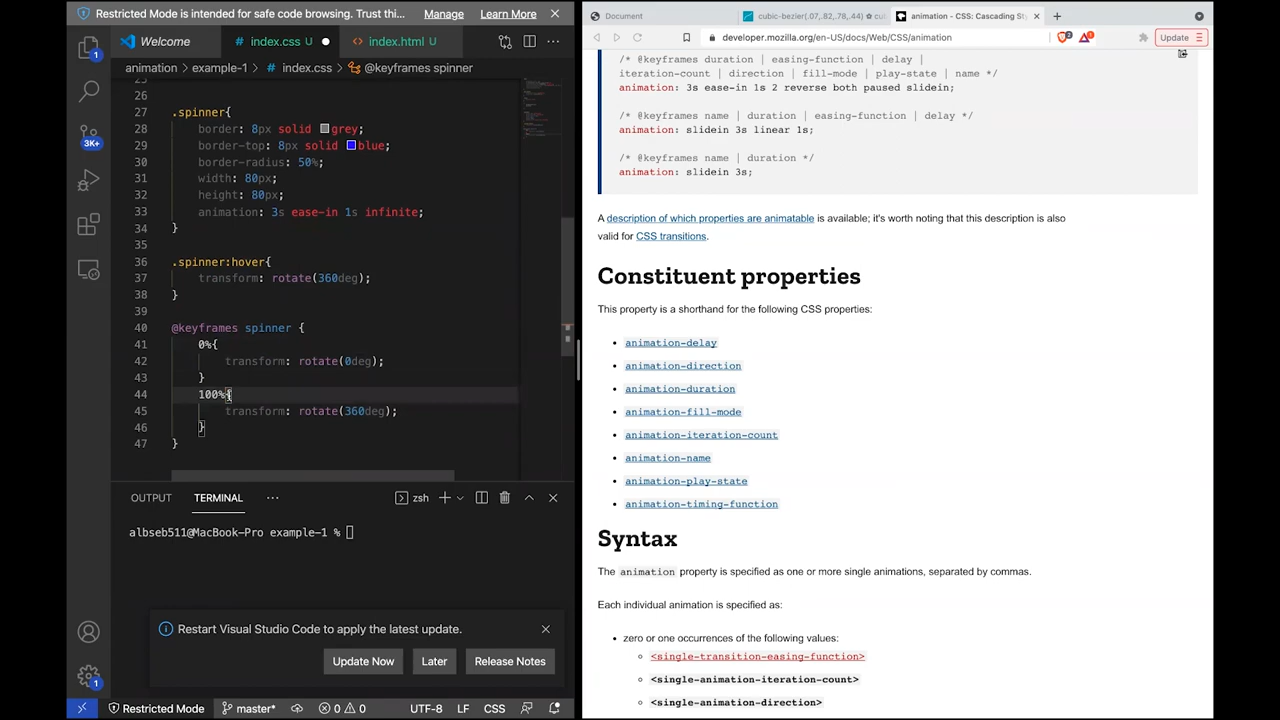 Restricted Mode is intended for safe code browsing. Trust thi... Manage Learn More
Welcome index.css U index.html U
animation > example-1 > # index.css > @keyframes spinner
1
3K+
1
26
27 .spinner{
28 border: 8px solid grey;
29 border-top: 8px solid blue;
30 border-radius: 50%;
31 width: 80px;
32 height: 80px;
33 animation: 3s ease-in 1s infinite;
34 }
35
36 .spinner:hover{
37 transform: rotate(360deg);
38 }
39
40 @keyframes spinner {
41 0%{
42 transform: rotate(0deg);
43 }
44 100%{
45 transform: rotate(360deg);
46 }
47 }
OUTPUT TERMINAL ... zsh
albseb511@MacBook-Pro example-1 %
Restart Visual Studio Code to apply the latest update.
Update Now Later Release Notes
Restricted Mode master* 0 0 UTF-8 LF CSS
Document cubic-bezier(.07,.82,.78,.44) ✿ cub animation - CSS: Cascading Sty
developer.mozilla.org/en-US/docs/Web/CSS/animation 2 Update
/* @keyframes duration | easing-function | delay |
iteration-count | direction | fill-mode | play-state | name */
animation: 3s ease-in 1s 2 reverse both paused slidein;
/* @keyframes name | duration | easing-function | delay */
animation: slidein 3s linear 1s;
/* @keyframes name | duration */
animation: slidein 3s;
A description of which properties are animatable is available; it's worth noting that this description is also
valid for CSS transitions.
Constituent properties
This property is a shorthand for the following CSS properties:
• animation-delay
• animation-direction
• animation-duration
• animation-fill-mode
• animation-iteration-count
• animation-name
• animation-play-state
• animation-timing-function
Syntax
The animation property is specified as one or more single animations, separated by commas.
Each individual animation is specified as:
• zero or one occurrences of the following values:
<single-transition-easing-function>
<single-animation-iteration-count>
<single-animation-direction>